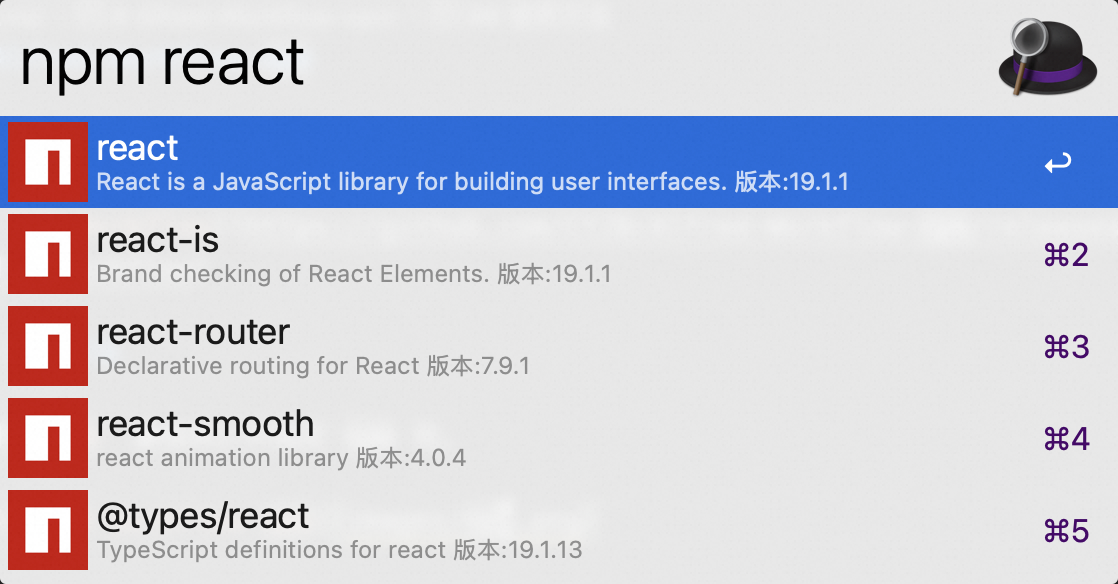 npm react
react
React is a JavaScript library for building user interfaces. 版本:19.1.1
react-is
Brand checking of React Elements. 版本:19.1.1
⌘2
react-router
Declarative routing for React 版本:7.9.1
⌘3
react-smooth
react animation library 版本:4.0.4
⌘4
@types/react
TypeScript definitions for react 版本:19.1.13
⌘5